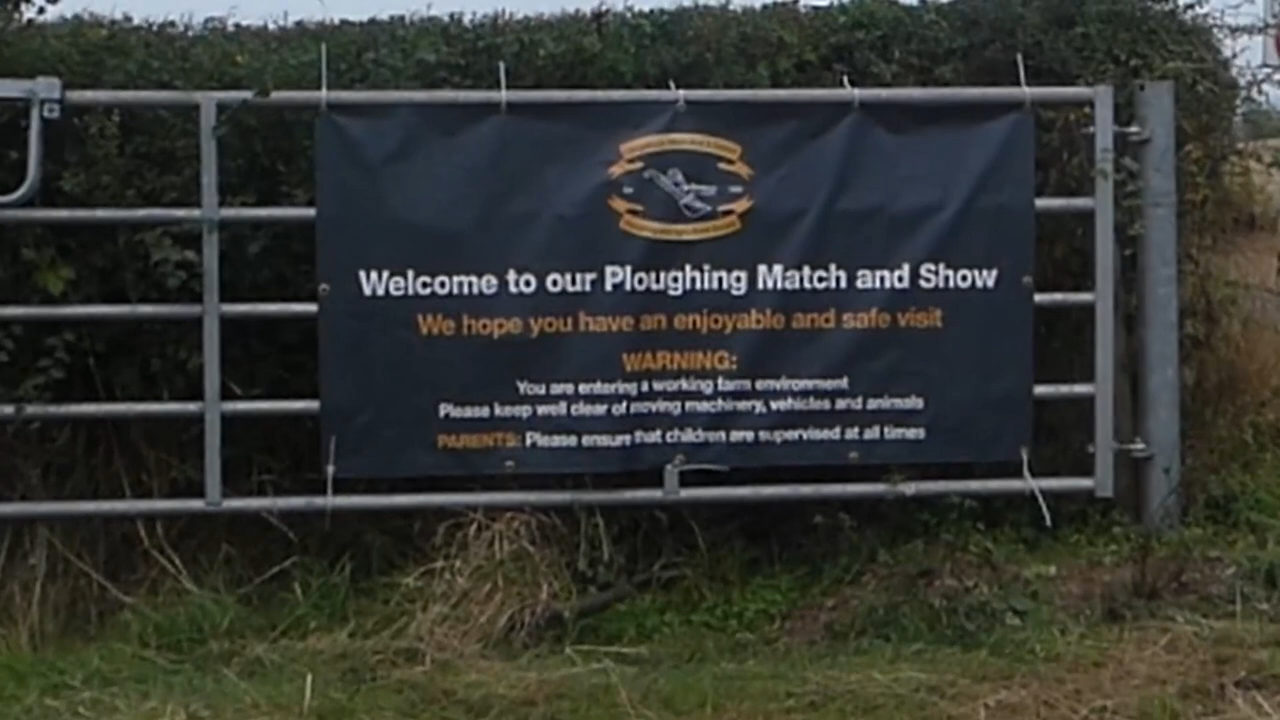 Welcome to our Ploughing Match and Show
We hope you have an enjoyable and safe visit
WARNING:
You are entering a working farm environment
Please keep well clear of moving machinery, vehicles and animals
PARENTS: Please ensure that children are supervised at all times